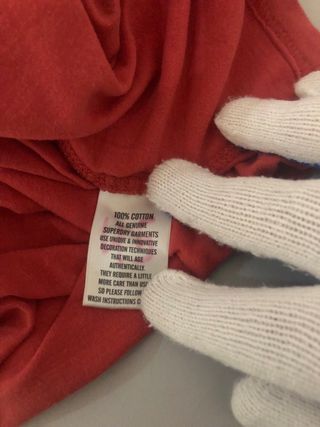 100% COTTON
ALL GENUINE
SUPERDRY GARMENTS
USE UNIQUE & INNOVATIVE
DECORATION TECHNIQUES
THAT WILL AGE
AUTHENTICALLY.
THEY REQUIRE A LITTLE
MORE CARE THAN
SO PLEASE FOLLOW
WASH INSTRUCTIONS